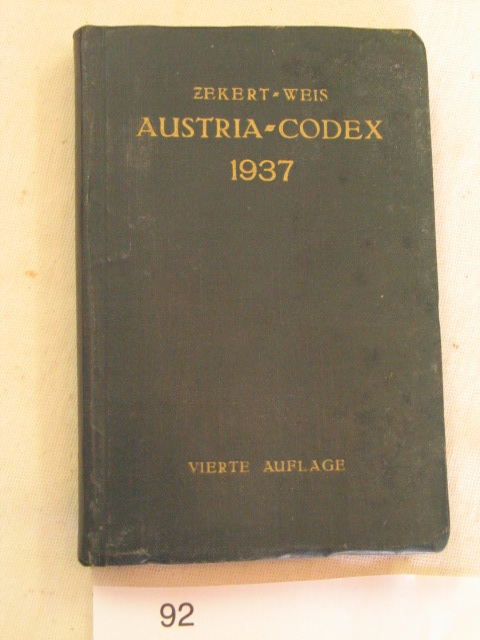 ZEKERT-WEIS
AUSTRIA-CODEX
1937
VIERTE AUFLAGE
92